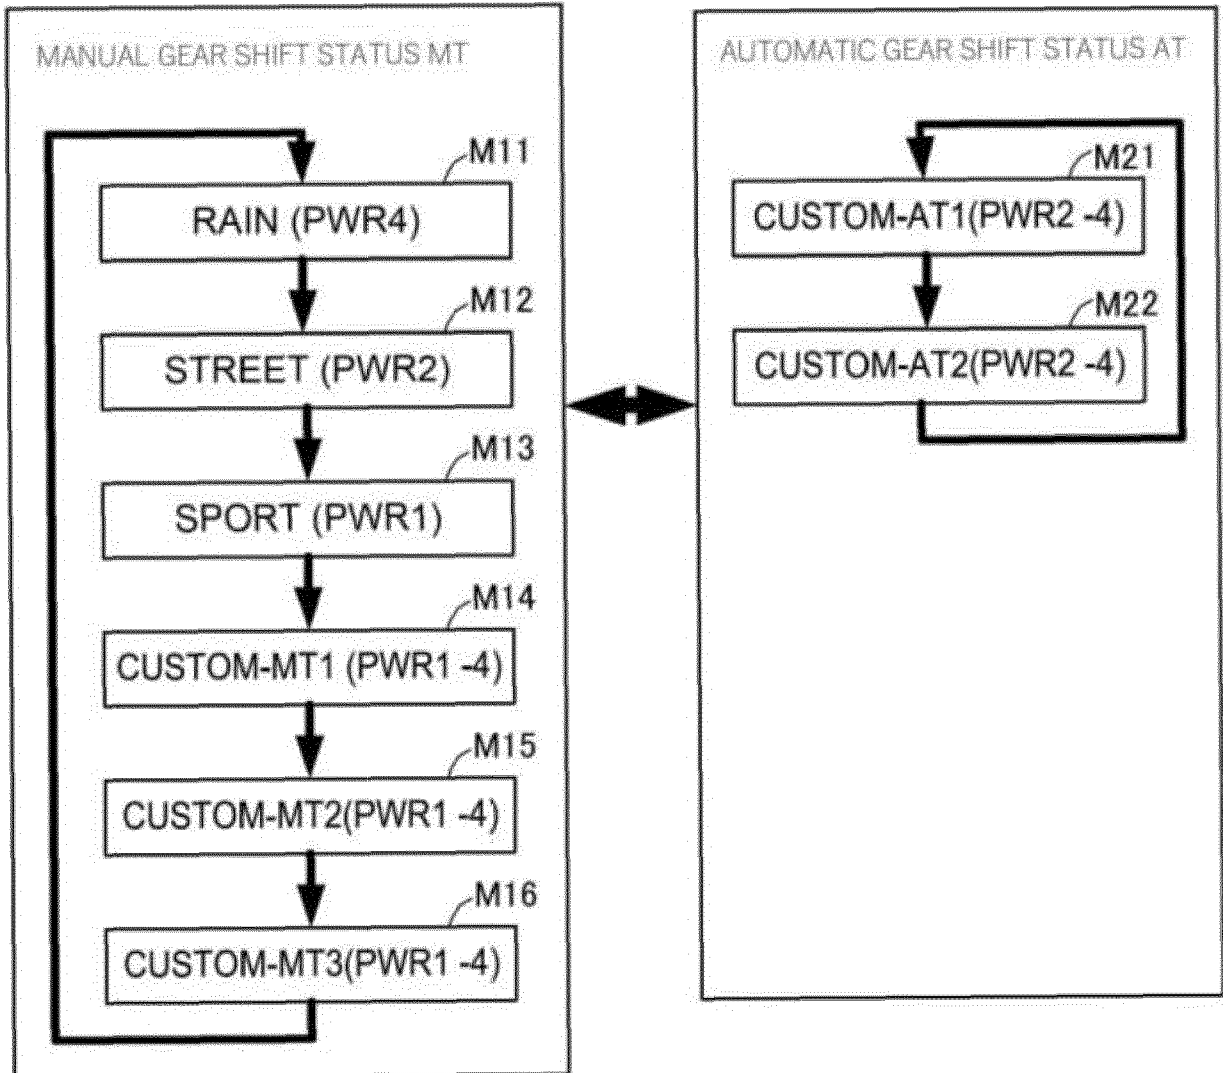 MANUAL GEAR SHIFT STATUS MT
M11
RAIN (PWR4)
M12
STREET (PWR2)
M13
SPORT (PWR1)
M14
CUSTOM-MT1 (PWR1 -4)
M15
CUSTOM-MT2(PWR1 -4)
M16
CUSTOM-MT3(PWR1 -4)
AUTOMATIC GEAR SHIFT STATUS AT
M21
CUSTOM-AT1(PWR2 -4)
M22
CUSTOM-AT2(PWR2 -4)